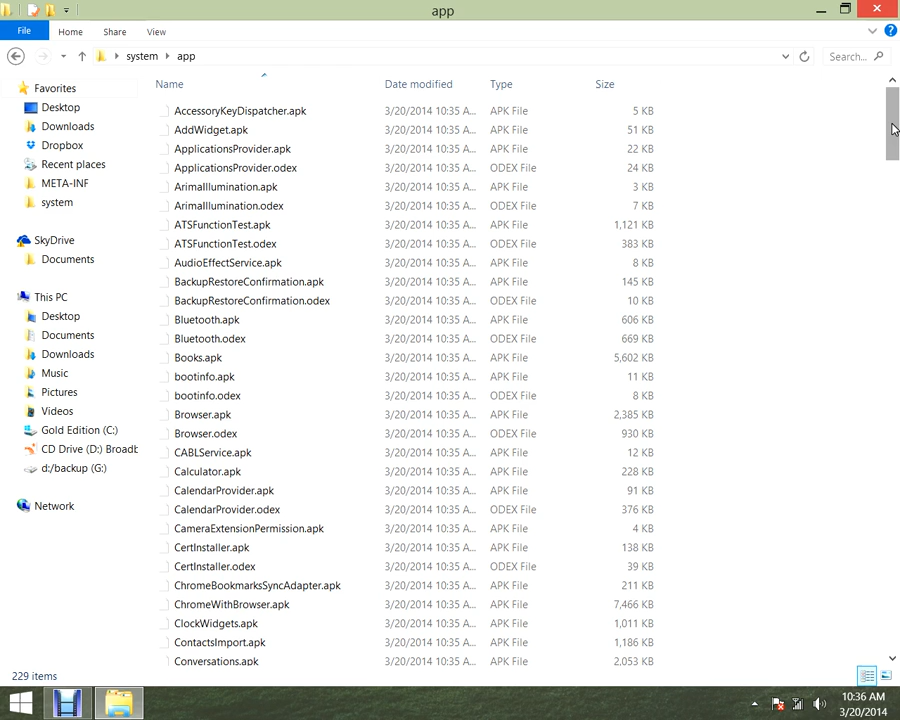 app
File Home Share View
system app Search...
Name Date modified Type Size
Favorites
Desktop
Downloads
Dropbox
Recent places
META-INF
system
SkyDrive
Documents
This PC
Desktop
Documents
Downloads
Music
Pictures
Videos
Gold Edition (C:)
CD Drive (D:) Broadb
d:/backup (G:)
Network
AccessoryKeyDispatcher.apk 3/20/2014 10:35 A... APK File 5 KB
AddWidget.apk 3/20/2014 10:35 A... APK File 51 KB
ApplicationsProvider.apk 3/20/2014 10:35 A... APK File 22 KB
ApplicationsProvider.odex 3/20/2014 10:35 A... ODEX File 24 KB
ArimaIllumination.apk 3/20/2014 10:35 A... APK File 3 KB
ArimaIllumination.odex 3/20/2014 10:35 A... ODEX File 7 KB
ATSFunctionTest.apk 3/20/2014 10:35 A... APK File 1,121 KB
ATSFunctionTest.odex 3/20/2014 10:35 A... ODEX File 383 KB
AudioEffectService.apk 3/20/2014 10:35 A... APK File 8 KB
BackupRestoreConfirmation.apk 3/20/2014 10:35 A... APK File 145 KB
BackupRestoreConfirmation.odex 3/20/2014 10:35 A... ODEX File 10 KB
Bluetooth.apk 3/20/2014 10:35 A... APK File 606 KB
Bluetooth.odex 3/20/2014 10:35 A... ODEX File 669 KB
Books.apk 3/20/2014 10:35 A... APK File 5,602 KB
bootinfo.apk 3/20/2014 10:35 A... APK File 11 KB
bootinfo.odex 3/20/2014 10:35 A... ODEX File 8 KB
Browser.apk 3/20/2014 10:35 A... APK File 2,385 KB
Browser.odex 3/20/2014 10:35 A... ODEX File 930 KB
CABLService.apk 3/20/2014 10:35 A... APK File 12 KB
Calculator.apk 3/20/2014 10:35 A... APK File 228 KB
CalendarProvider.apk 3/20/2014 10:35 A... APK File 91 KB
CalendarProvider.odex 3/20/2014 10:35 A... ODEX File 376 KB
CameraExtensionPermission.apk 3/20/2014 10:35 A... APK File 4 KB
CertInstaller.apk 3/20/2014 10:35 A... APK File 138 KB
CertInstaller.odex 3/20/2014 10:35 A... ODEX File 39 KB
ChromeBookmarksSyncAdapter.apk 3/20/2014 10:35 A... APK File 211 KB
ChromeWithBrowser.apk 3/20/2014 10:35 A... APK File 7,466 KB
ClockWidgets.apk 3/20/2014 10:35 A... APK File 1,011 KB
ContactsImport.apk 3/20/2014 10:35 A... APK File 1,186 KB
Conversations.apk 3/20/2014 10:35 A... APK File 2,053 KB
229 items
10:36 AM
3/20/2014